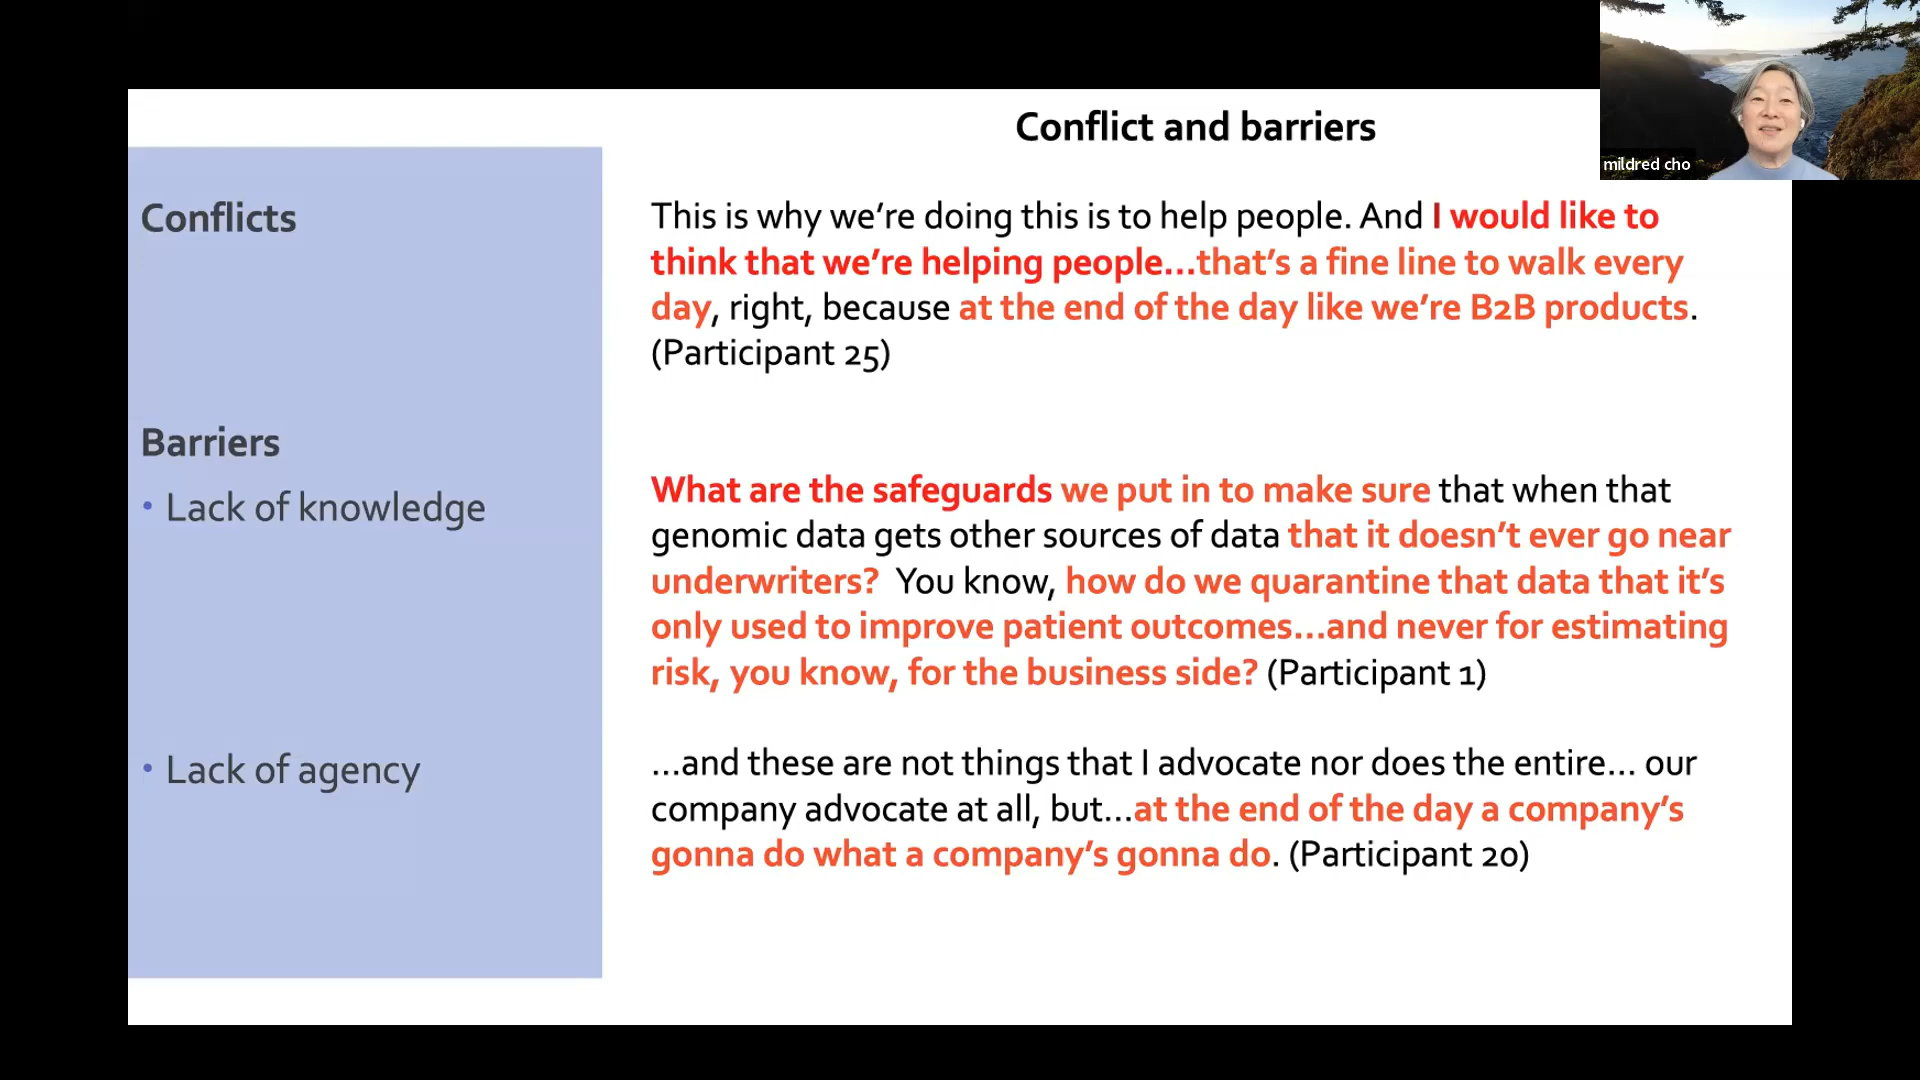 Conflict and barriers
mildred cho
Conflicts
This is why we’re doing this is to help people. And I would like to
think that we’re helping people…that’s a fine line to walk every
day, right, because at the end of the day like we’re B2B products.
(Participant 25)
Barriers
• Lack of knowledge
What are the safeguards we put in to make sure that when that
genomic data gets other sources of data that it doesn’t ever go near
underwriters?  You know, how do we quarantine that data that it’s
only used to improve patient outcomes…and never for estimating
risk, you know, for the business side? (Participant 1)
• Lack of agency
…and these are not things that I advocate nor does the entire… our
company advocate at all, but…at the end of the day a company’s
gonna do what a company’s gonna do. (Participant 20)